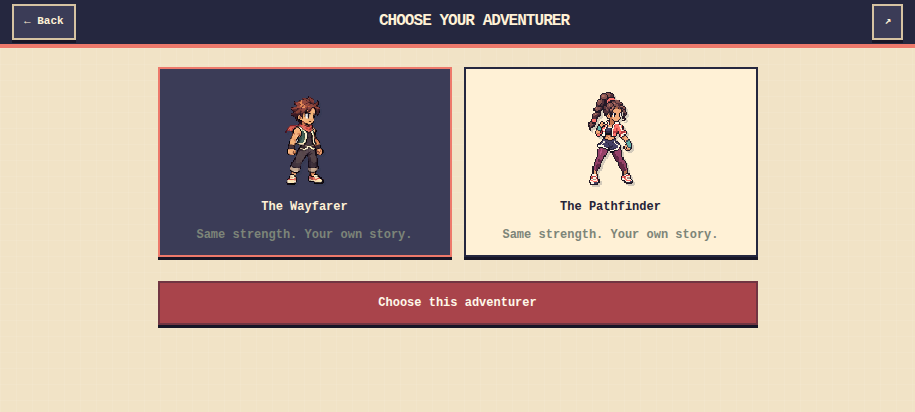 ← Back
CHOOSE YOUR ADVENTURER
↗
The Wayfarer
Same strength. Your own story.
The Pathfinder
Same strength. Your own story.
Choose this adventurer